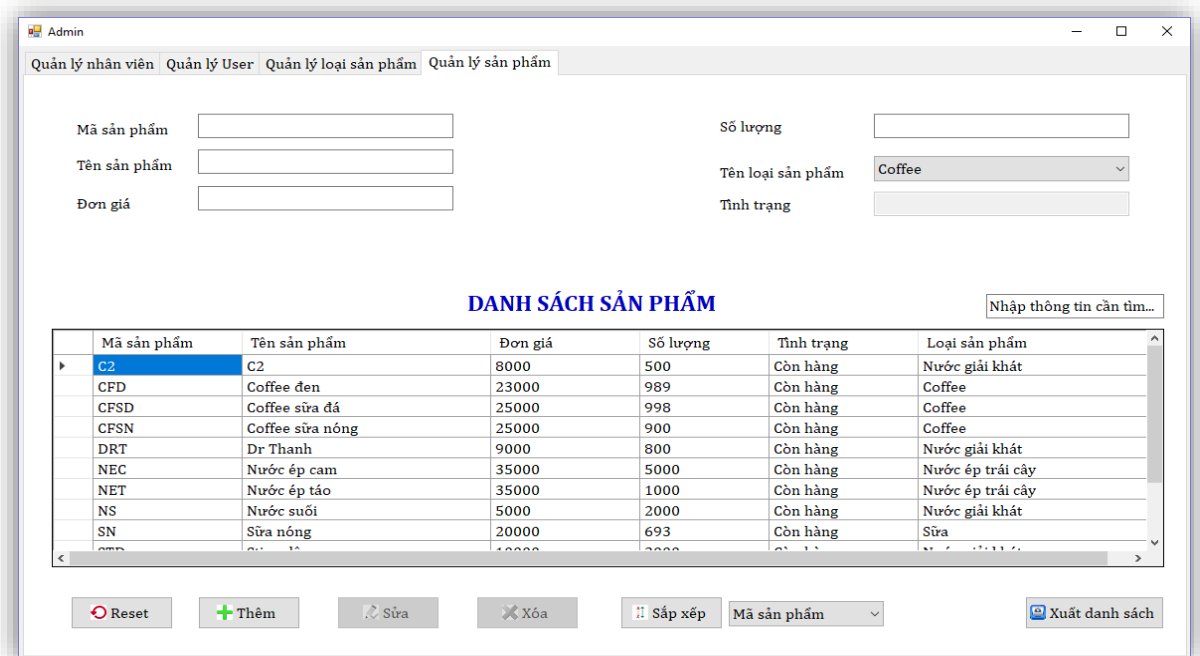 Admin
Quản lý nhân viên Quản lý User Quản lý loại sản phẩm Quản lý sản phẩm
Mã sản phẩm Số lượng
Tên sản phẩm Tên loại sản phẩm Coffee
Đơn giá Tình trạng
DANH SÁCH SẢN PHẨM Nhập thông tin cần tìm...
Mã sản phẩm Tên sản phẩm Đơn giá Số lượng Tình trạng Loại sản phẩm
C2 C2 8000 500 Còn hàng Nước giải khát
CFD Coffee đen 23000 989 Còn hàng Coffee
CFSD Coffee sữa đá 25000 998 Còn hàng Coffee
CFSN Coffee sữa nóng 25000 900 Còn hàng Coffee
DRT Dr Thanh 9000 800 Còn hàng Nước giải khát
NEC Nước ép cam 35000 5000 Còn hàng Nước ép trái cây
NET Nước ép táo 35000 1000 Còn hàng Nước ép trái cây
NS Nước suối 5000 2000 Còn hàng Nước giải khát
SN Sữa nóng 20000 693 Còn hàng Sữa
Reset Thêm Sửa Xóa Sắp xếp Mã sản phẩm Xuất danh sách